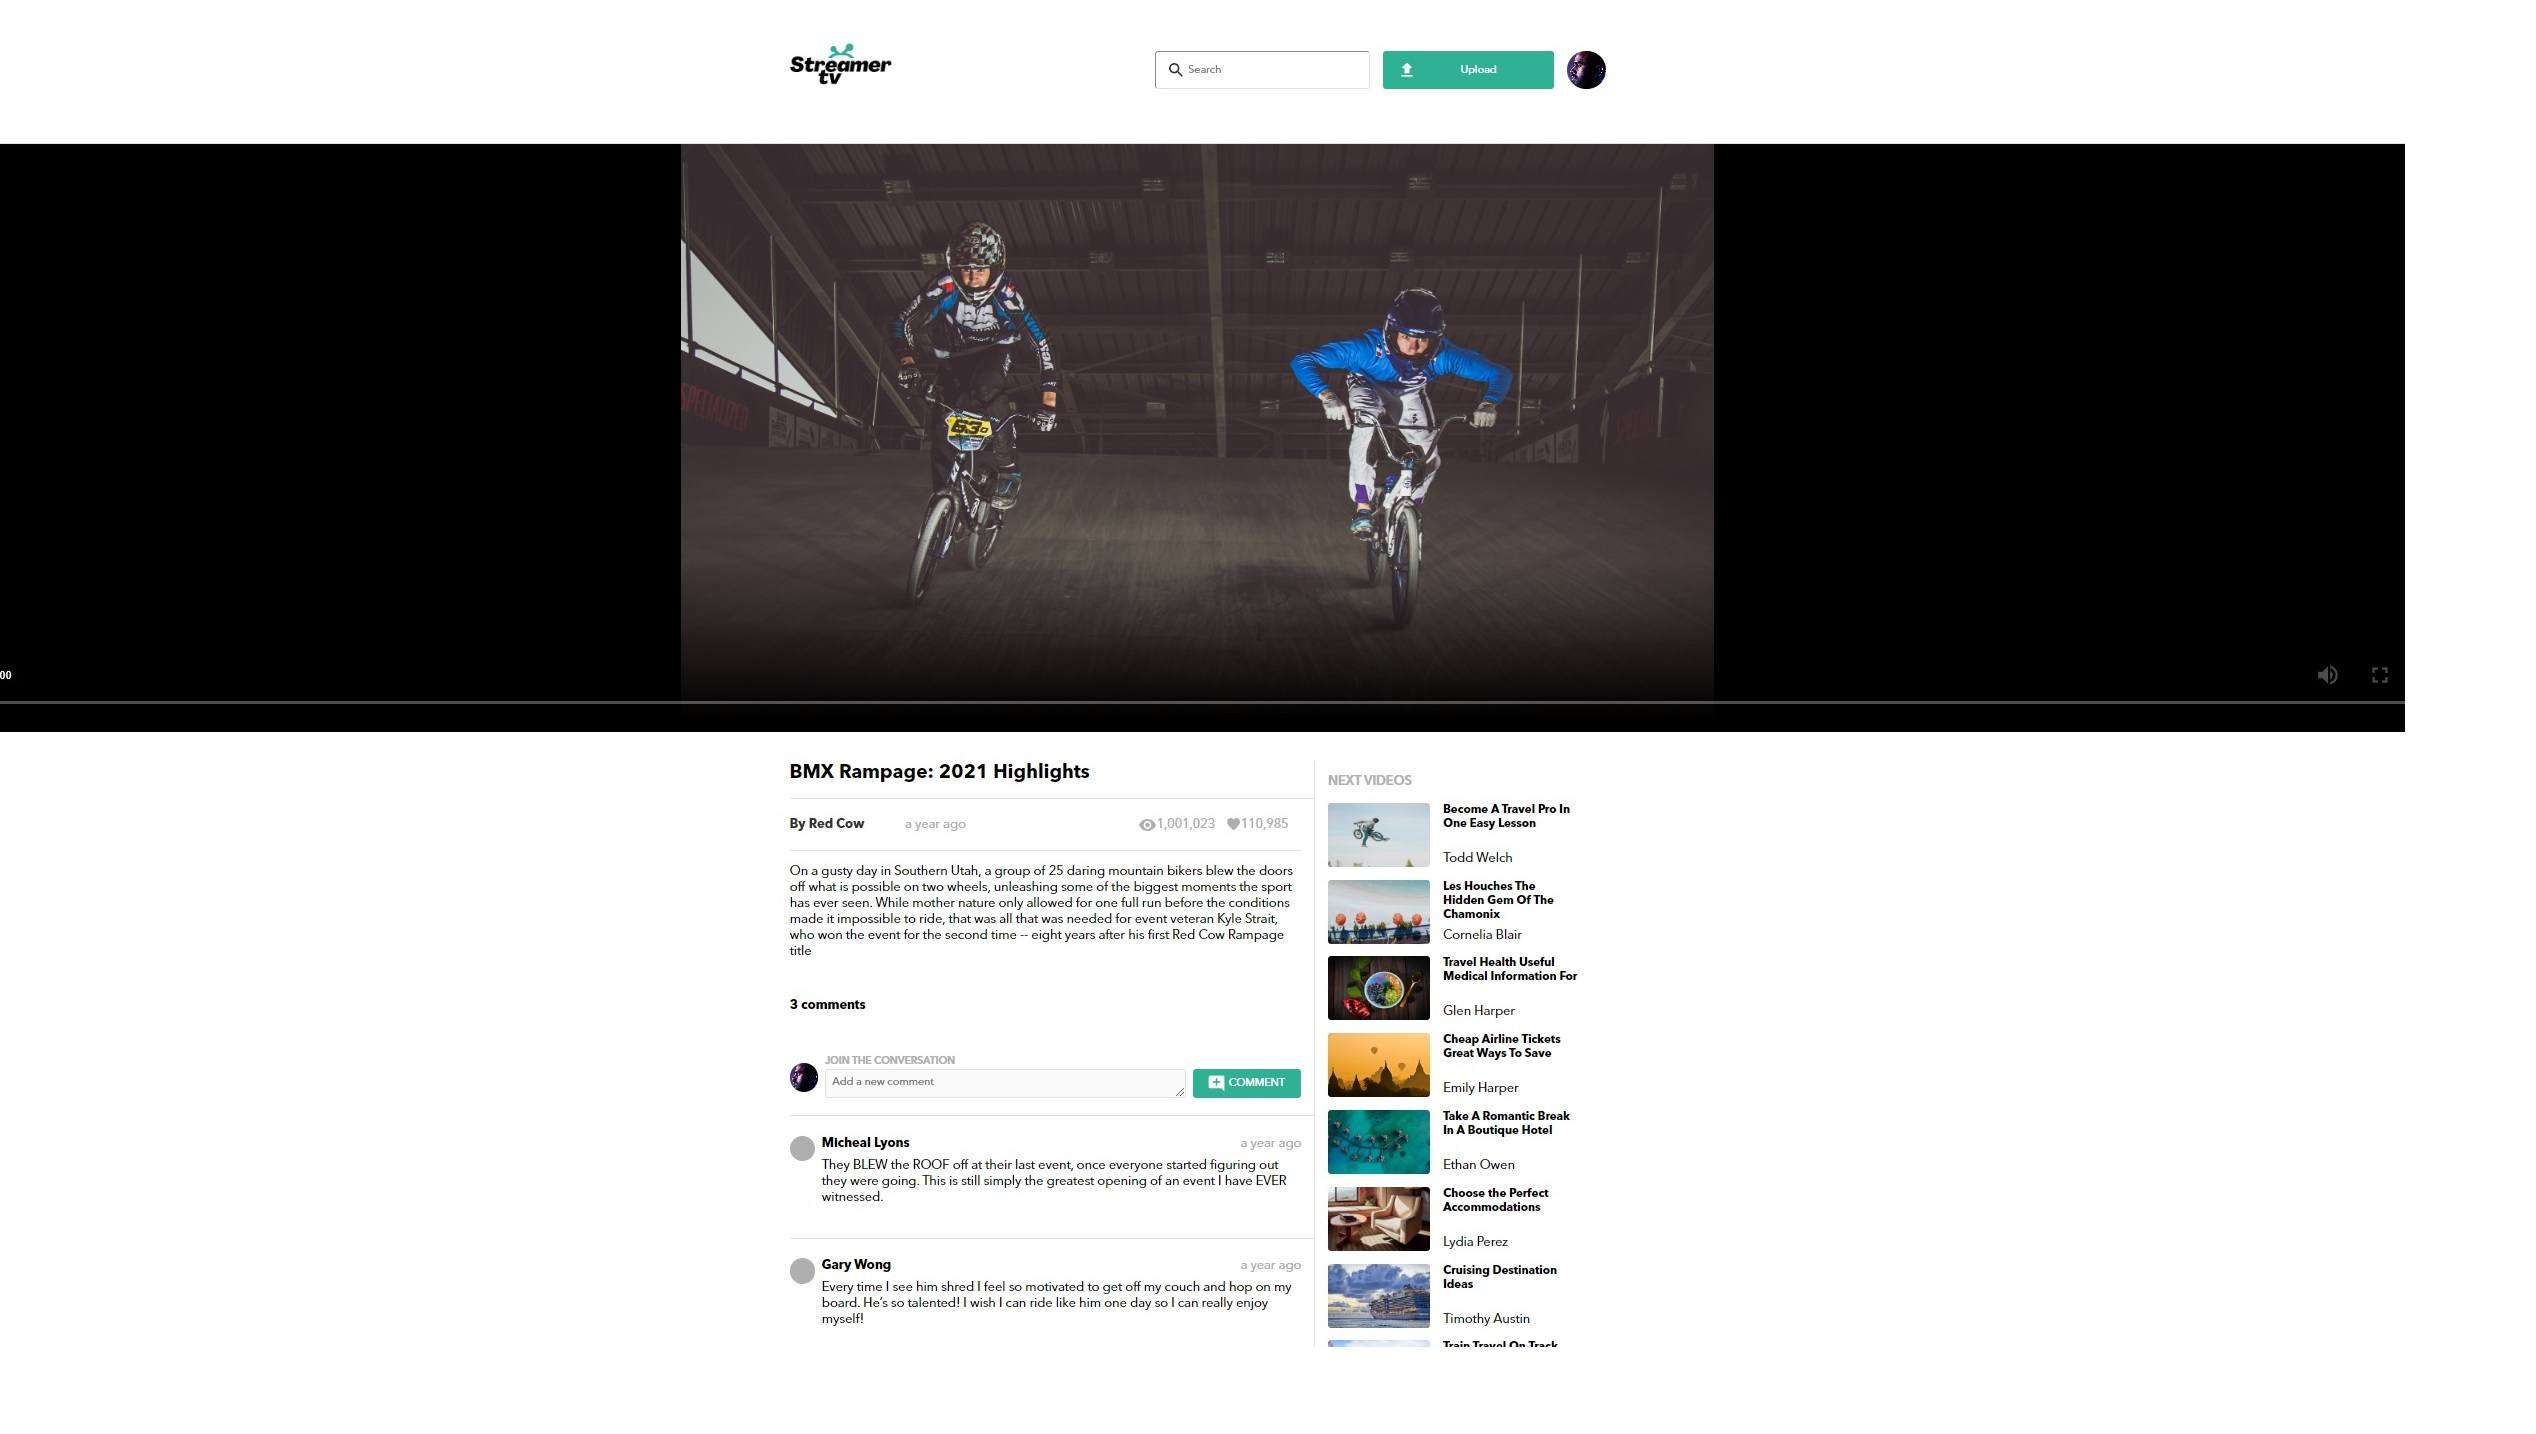 Streamer
tv
Search
Upload
SPECIALIZED
630
00
BMX Rampage: 2021 Highlights
By Red Cow
a year ago
1,001,023
110,985
On a gusty day in Southern Utah, a group of 25 daring mountain bikers blew the doors
off what is possible on two wheels, unleashing some of the biggest moments the sport
has ever seen. While mother nature only allowed for one full run before the conditions
made it impossible to ride, that was all that was needed for event veteran Kyle Strait,
who won the event for the second time -- eight years after his first Red Cow Rampage
title
3 comments
JOIN THE CONVERSATION
Add a new comment
COMMENT
Micheal Lyons
a year ago
They BLEW the ROOF off at their last event, once everyone started figuring out
they were going. This is still simply the greatest opening of an event I have EVER
witnessed.
Gary Wong
a year ago
Every time I see him shred I feel so motivated to get off my couch and hop on my
board. He's so talented! I wish I can ride like him one day so I can really enjoy
myself!
NEXT VIDEOS
Become A Travel Pro In
One Easy Lesson
Todd Welch
Les Houches The
Hidden Gem Of The
Chamonix
Cornelia Blair
Travel Health Useful
Medical Information For
Glen Harper
Cheap Airline Tickets
Great Ways To Save
Emily Harper
Take A Romantic Break
In A Boutique Hotel
Ethan Owen
Choose the Perfect
Accommodations
Lydia Perez
Cruising Destination
Ideas
Timothy Austin
Train Travel On Track